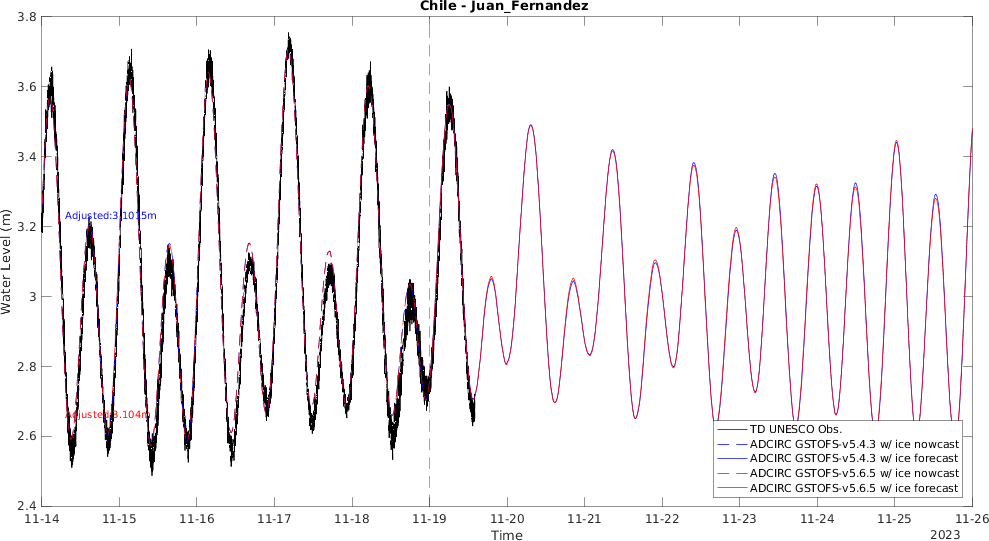 Chile - Juan_Fernandez
3.8
3.6
3.4
3.2
3
2.8
2.6
2.4
Water Level (m)
Adjusted:3.1015m
Adjusted:3.104m
TD UNESCO Obs.
ADCIRC GSTOFS-v5.4.3 w/ ice nowcast
ADCIRC GSTOFS-v5.4.3 w/ ice forecast
ADCIRC GSTOFS-v5.6.5 w/ ice nowcast
ADCIRC GSTOFS-v5.6.5 w/ ice forecast
11-14 11-15 11-16 11-17 11-18 11-19 11-20 11-21 11-22 11-23 11-24 11-25 11-26
Time
2023